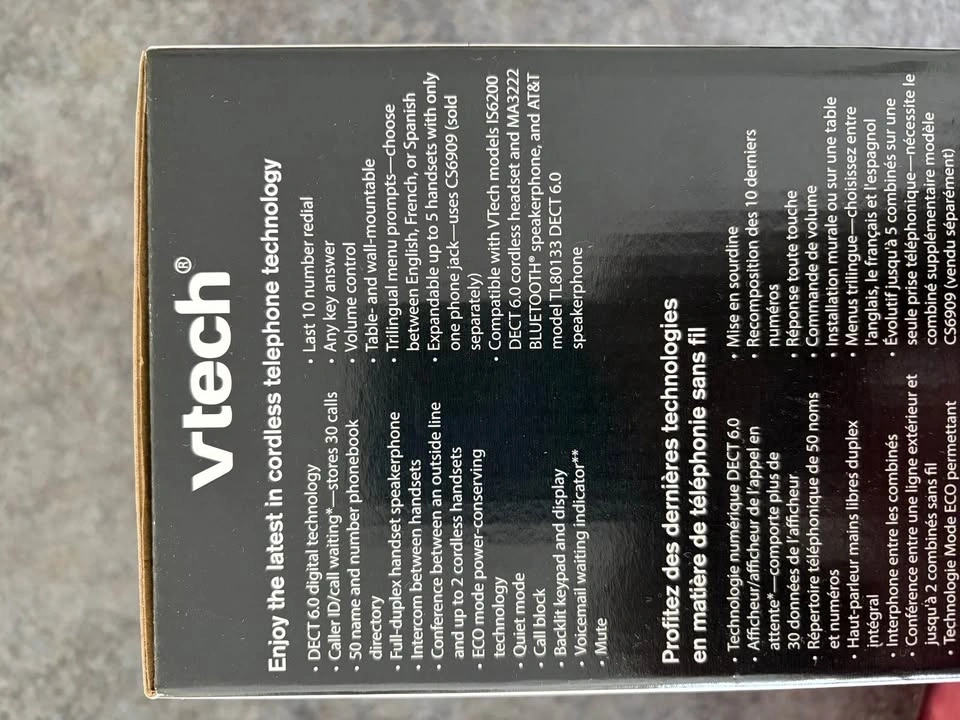 vtech®
Enjoy the latest in cordless telephone technology
• DECT 6.0 digital technology
• Caller ID/call waiting*—stores 30 calls
• 50 name and number phonebook
directory
• Full-duplex handset speakerphone
• Intercom between handsets
• Conference between an outside line
and up to 2 cordless handsets
• ECO mode power-conserving
technology
• Quiet mode
• Call block
• Backlit keypad and display
• Voicemail waiting indicator**
• Mute
• Last 10 number redial
• Any key answer
• Volume control
• Table- and wall-mountable
• Trilingual menu prompts—choose
between English, French, or Spanish
• Expandable up to 5 handsets with only
one phone jack—uses CS6909 (sold
separately)
• Compatible with VTech models IS6200
DECT 6.0 cordless headset and MA3222
BLUETOOTH® speakerphone, and AT&T
model TL80133 DECT 6.0
speakerphone
Profitez des dernières technologies
en matière de téléphonie sans fil
• Technologie numérique DECT 6.0
• Afficheur/afficheur de l'appel en
attente*—comporte plus de
30 données de l'afficheur
• Répertoire téléphonique de 50 noms
et numéros
• Haut-parleur mains libres duplex
intégral
• Interphone entre les combinés
• Conférence entre une ligne extérieur et
jusqu'à 2 combinés sans fil
• Technologie Mode ECO permettant
• Mise en sourdine
• Recomposition des 10 derniers
numéros
• Réponse toute touche
• Commande de volume
• Installation murale ou sur une table
• Menus trilingue—choisissez entre
l'anglais, le français et l'espagnol
• Évolutif jusqu'à 5 combinés sur une
seule prise téléphonique—nécessite le
combiné supplémentaire modèle
CS6909 (vendu séparément)